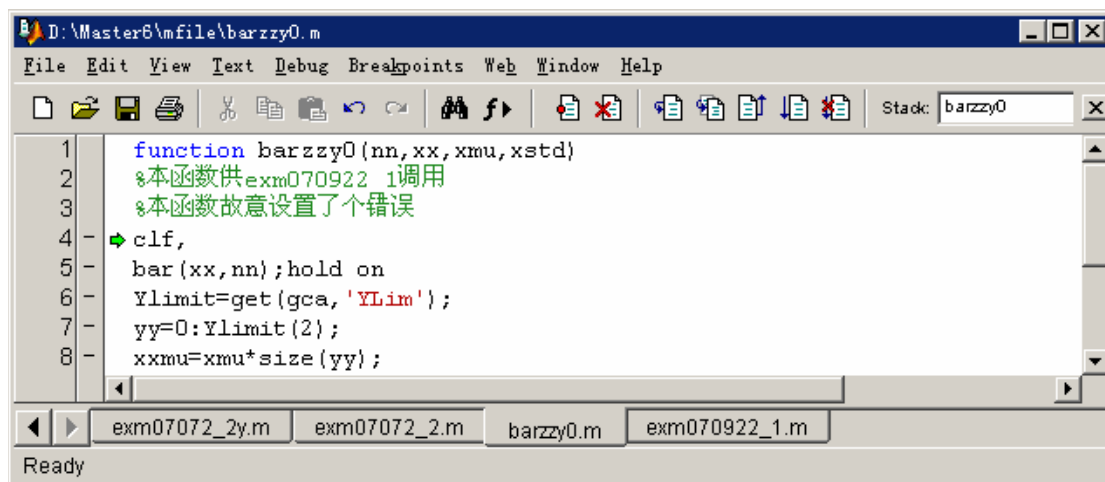 D:\Master6\mfile\barzzy0.m
File Edit View Text Debug Breakpoints Web Window Help
Stack: barzzy0
1 function barzzy0(nn,xx,xmu,xstd)
2 %本函数供exm070922_1调用
3 %本函数故意设置了个错误
4 - clf,
5 - bar(xx,nn);hold on
6 - Ylimit=get(gca,'YLim');
7 - yy=0:Ylimit(2);
8 - xxmu=xmu*size(yy);
exm07072_2y.m exm07072_2.m barzzy0.m exm070922_1.m
Ready